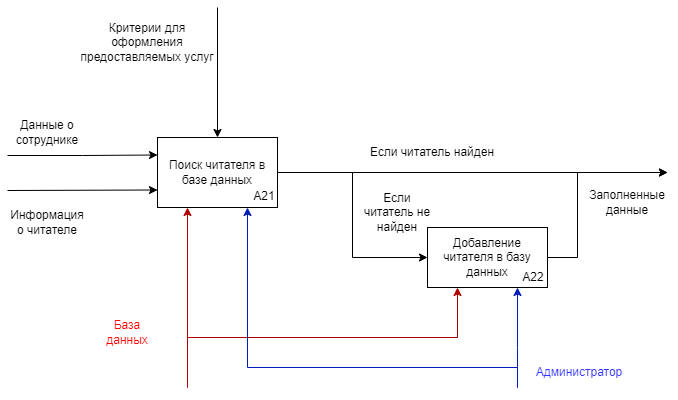 Критерии для
оформления
предоставляемых услуг
Данные о
сотруднике
Информация
о читателе
Поиск читателя в
базе данных
A21
Если читатель найден
Если
читатель не
найден
Заполненные
данные
Добавление
читателя в базу
данных
A22
База
данных
Администратор